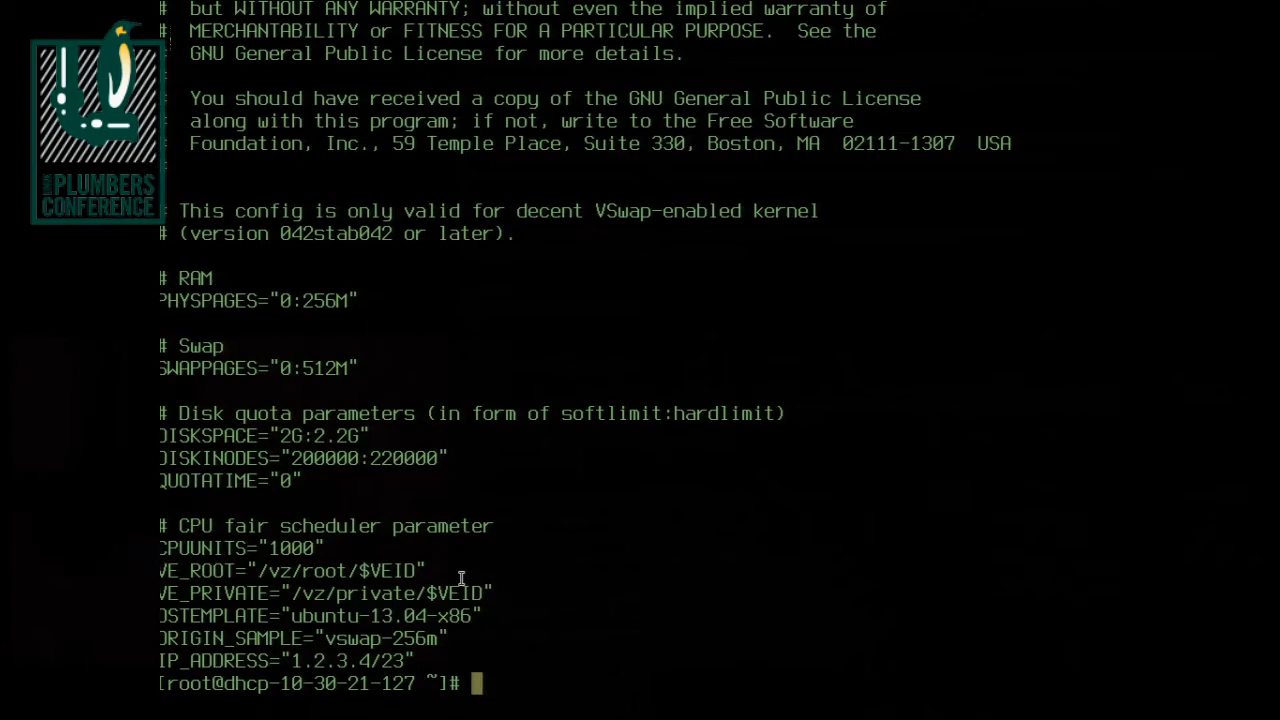 # but WITHOUT ANY WARRANTY; without even the implied warranty of
# MERCHANTABILITY or FITNESS FOR A PARTICULAR PURPOSE.  See the
GNU General Public License for more details.
You should have received a copy of the GNU General Public License
along with this program; if not, write to the Free Software
Foundation, Inc., 59 Temple Place, Suite 330, Boston, MA  02111-1307  USA
LINUX
PLUMBERS
CONFERENCE
# This config is only valid for decent VSwap-enabled kernel
# (version 042stab042 or later).
# RAM
PHYSPAGES="0:256M"
# Swap
SWAPPAGES="0:512M"
# Disk quota parameters (in form of softlimit:hardlimit)
DISKSPACE="2G:2.2G"
DISKINODES="200000:220000"
QUOTATIME="0"
# CPU fair scheduler parameter
CPUUNITS="1000"
VE_ROOT="/vz/root/$VEID"
VE_PRIVATE="/vz/private/$VEID"
OSTEMPLATE="ubuntu-13.04-x86"
ORIGIN_SAMPLE="vswap-256m"
IP_ADDRESS="1.2.3.4/23"
[root@dhcp-10-30-21-127 ~]#